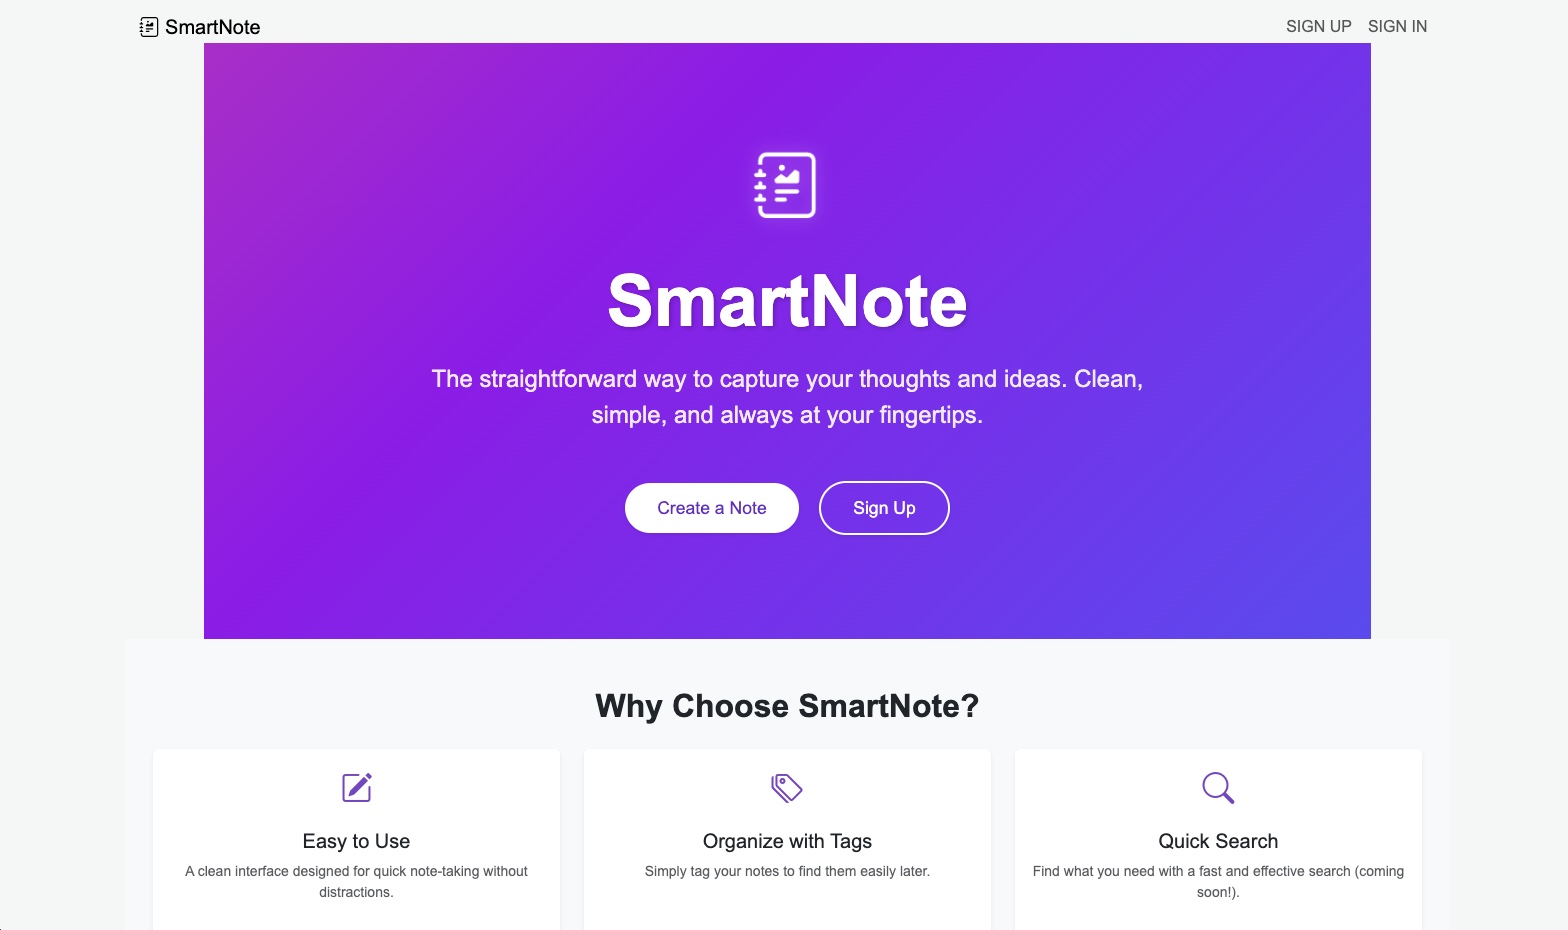 SmartNote
SIGN UP SIGN IN
SmartNote
The straightforward way to capture your thoughts and ideas. Clean,
simple, and always at your fingertips.
Create a Note
Sign Up
Why Choose SmartNote?
Easy to Use
A clean interface designed for quick note-taking without
distractions.
Organize with Tags
Simply tag your notes to find them easily later.
Quick Search
Find what you need with a fast and effective search (coming
soon!).